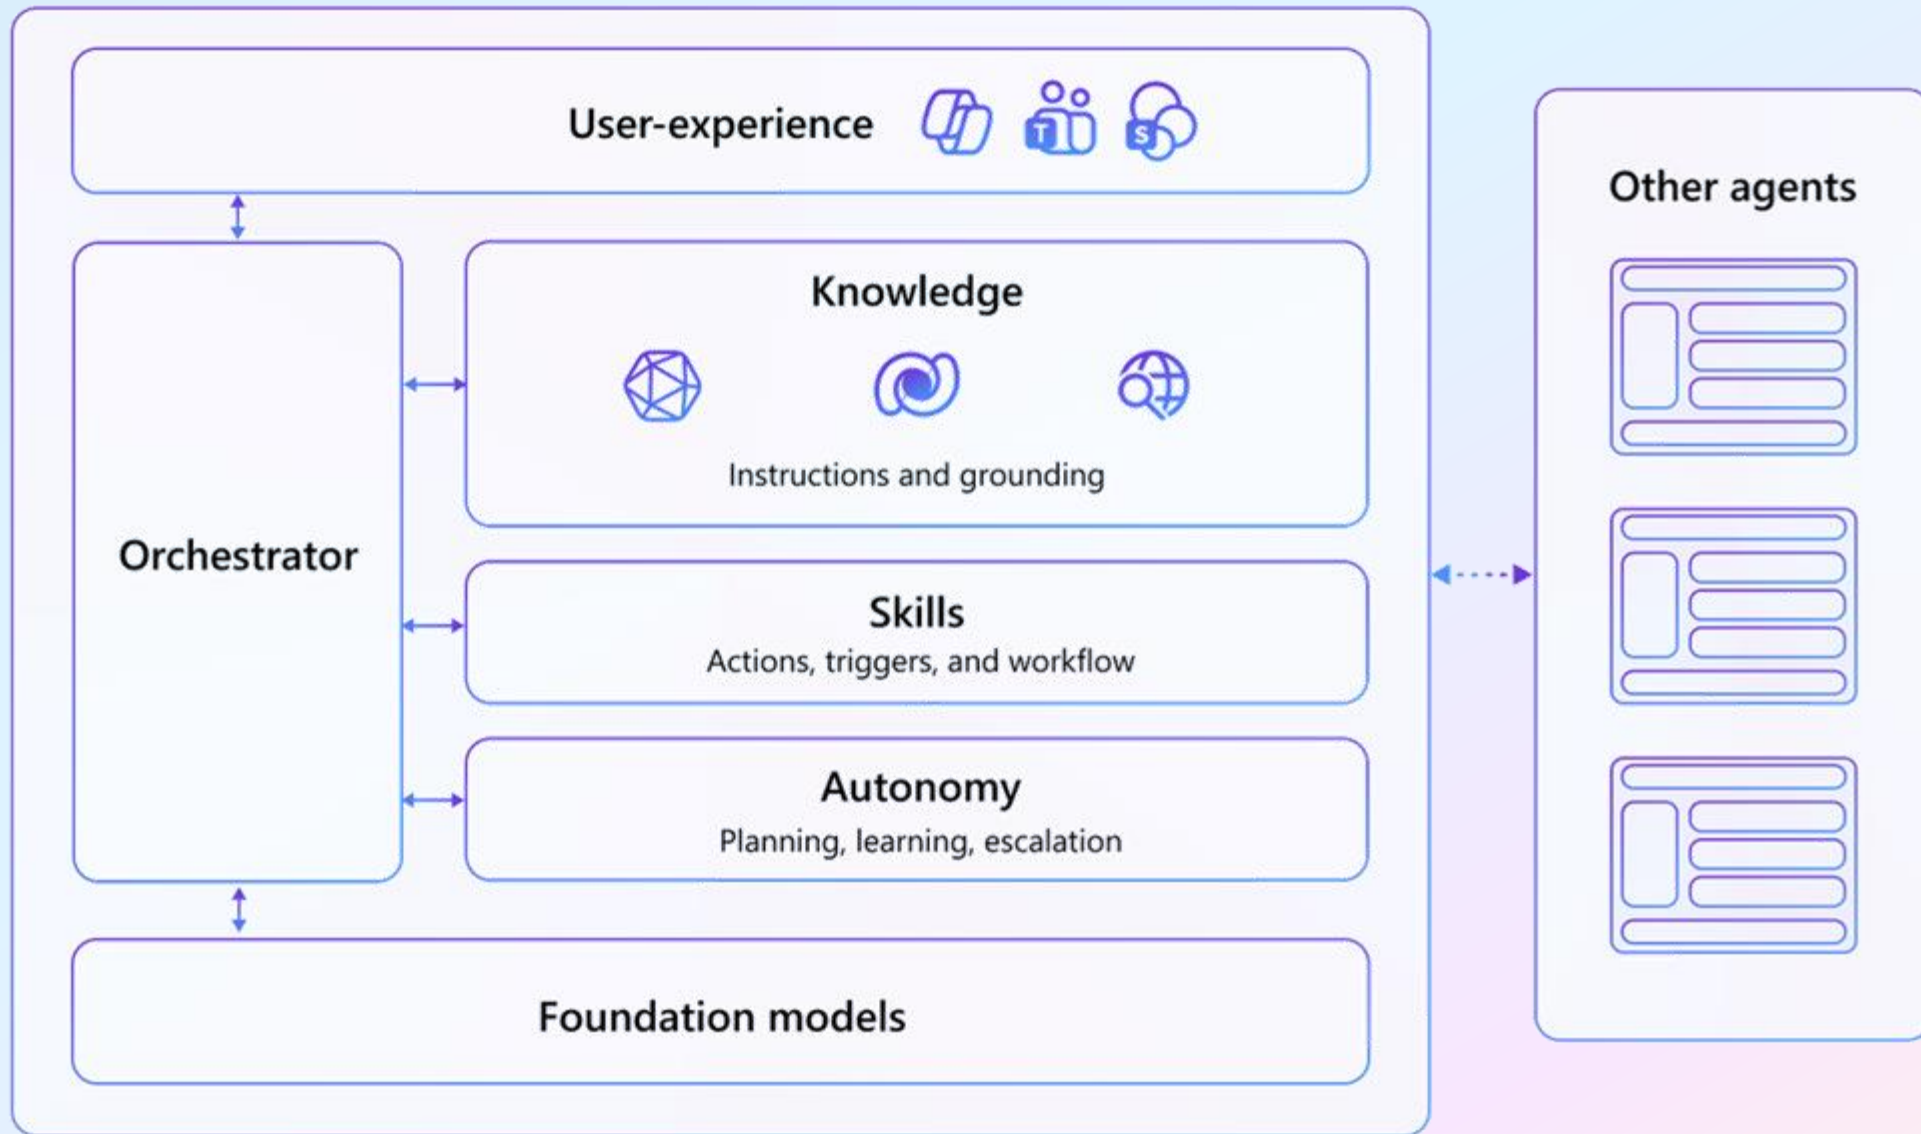 User-experience
T
S
Other agents
Knowledge
Instructions and grounding
Orchestrator
Skills
Actions, triggers, and workflow
Autonomy
Planning, learning, escalation
Foundation models